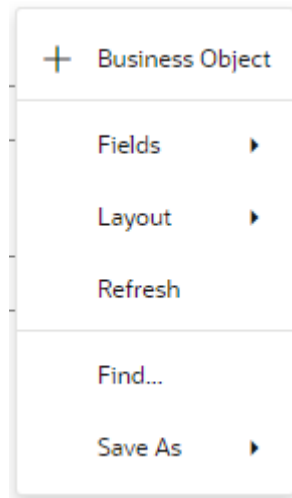 Business Object
Fields
Layout
Refresh
Find...
Save As